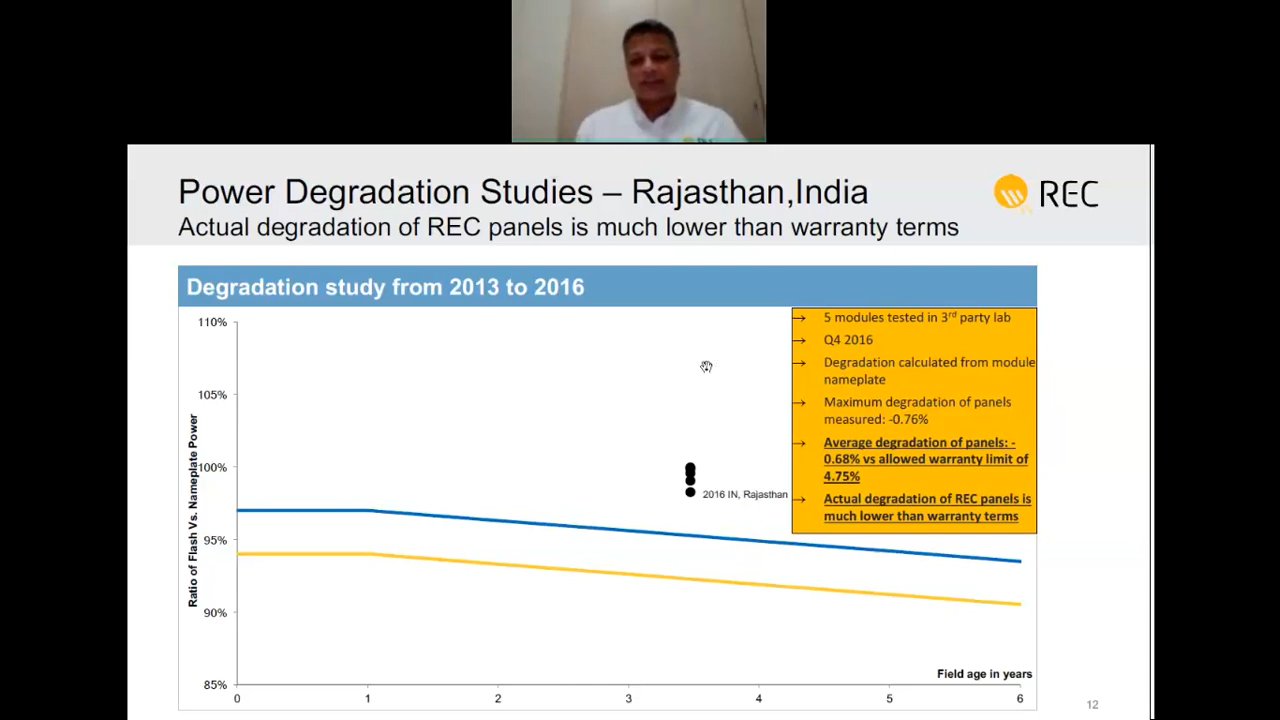 Power Degradation Studies – Rajasthan,India
REC
Actual degradation of REC panels is much lower than warranty terms
Degradation study from 2013 to 2016
→ 5 modules tested in 3rd party lab
→ Q4 2016
→ Degradation calculated from module
nameplate
→ Maximum degradation of panels
measured: -0.76%
→ Average degradation of panels: -
0.68% vs allowed warranty limit of
4.75%
→ Actual degradation of REC panels is
much lower than warranty terms
110%
105%
100%
95%
90%
85%
Ratio of Flash Vs. Nameplate Power
2016 IN, Rajasthan
Field age in years
0 1 2 3 4 5 6
12